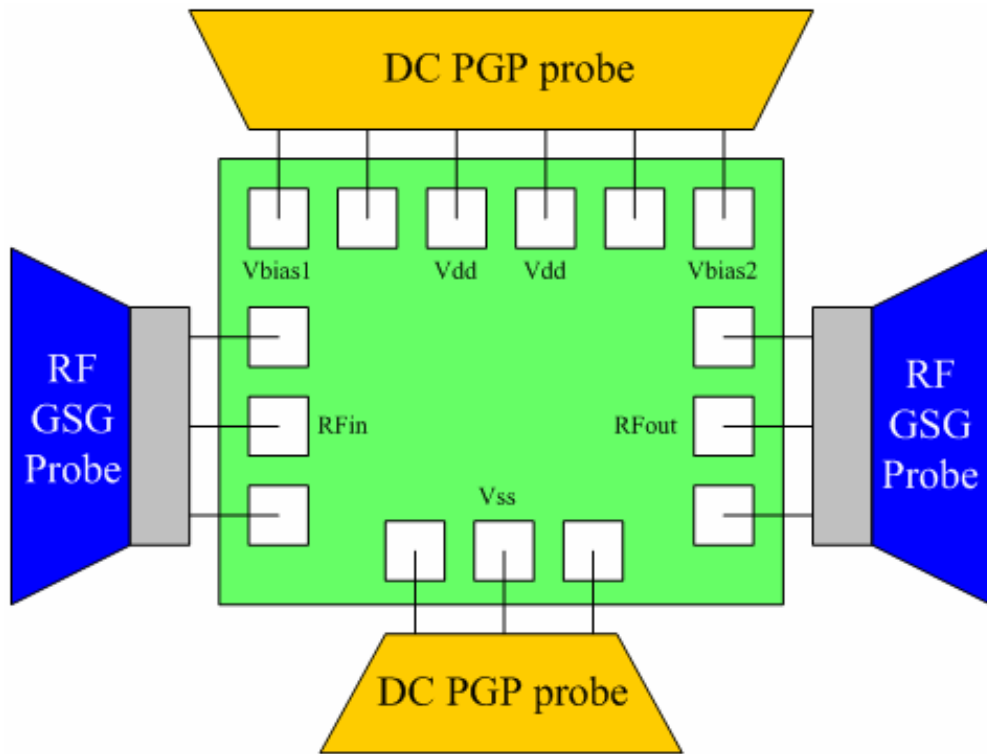 DC PGP probe
Vbias1
Vdd
Vdd
Vbias2
RF
GSG
Probe
RFin
RFout
RF
GSG
Probe
Vss
DC PGP probe